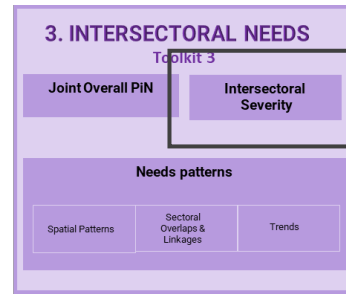 3. INTERSECTORAL NEEDS
Toolkit 3
Joint Overall PiN
Intersectoral
Severity
Needs patterns
Spatial Patterns
Sectoral
Overlaps &
Linkages
Trends